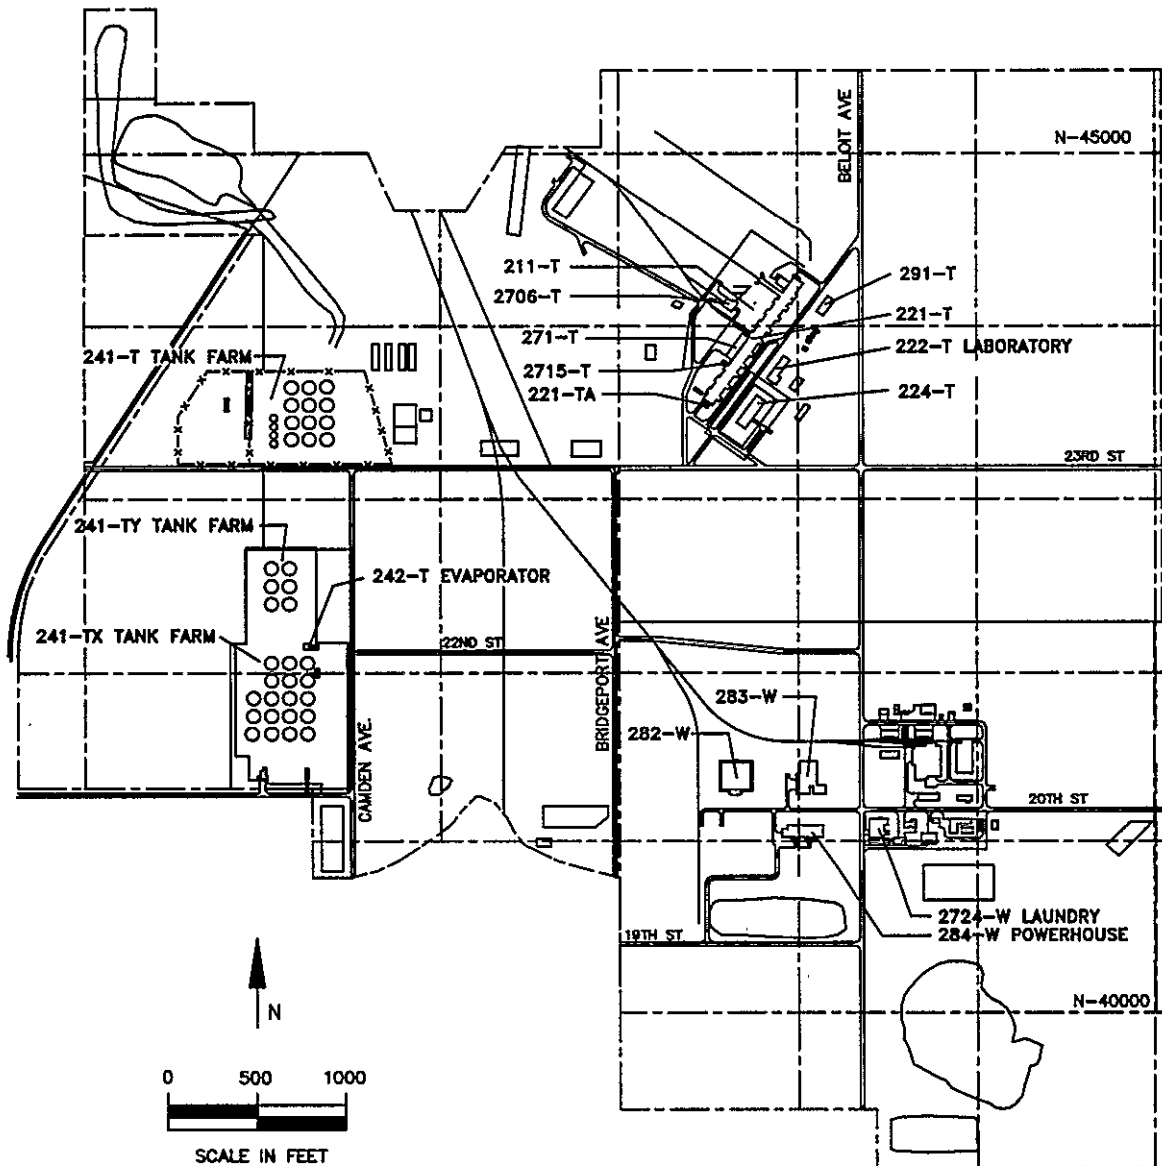 BELOIT AVE
N-45000
211-T
2706-T
291-T
221-T
271-T
222-T LABORATORY
241-T TANK FARM
2715-T
221-TA
224-T
23RD ST
241-TY TANK FARM
242-T EVAPORATOR
241-TX TANK FARM
22ND ST
BRIDGEPORT AVE
283-W
282-W
CAMDEN AVE.
20TH ST
2724-W LAUNDRY
284-W POWERHOUSE
19TH ST
N-40000
N
0 500 1000
SCALE IN FEET